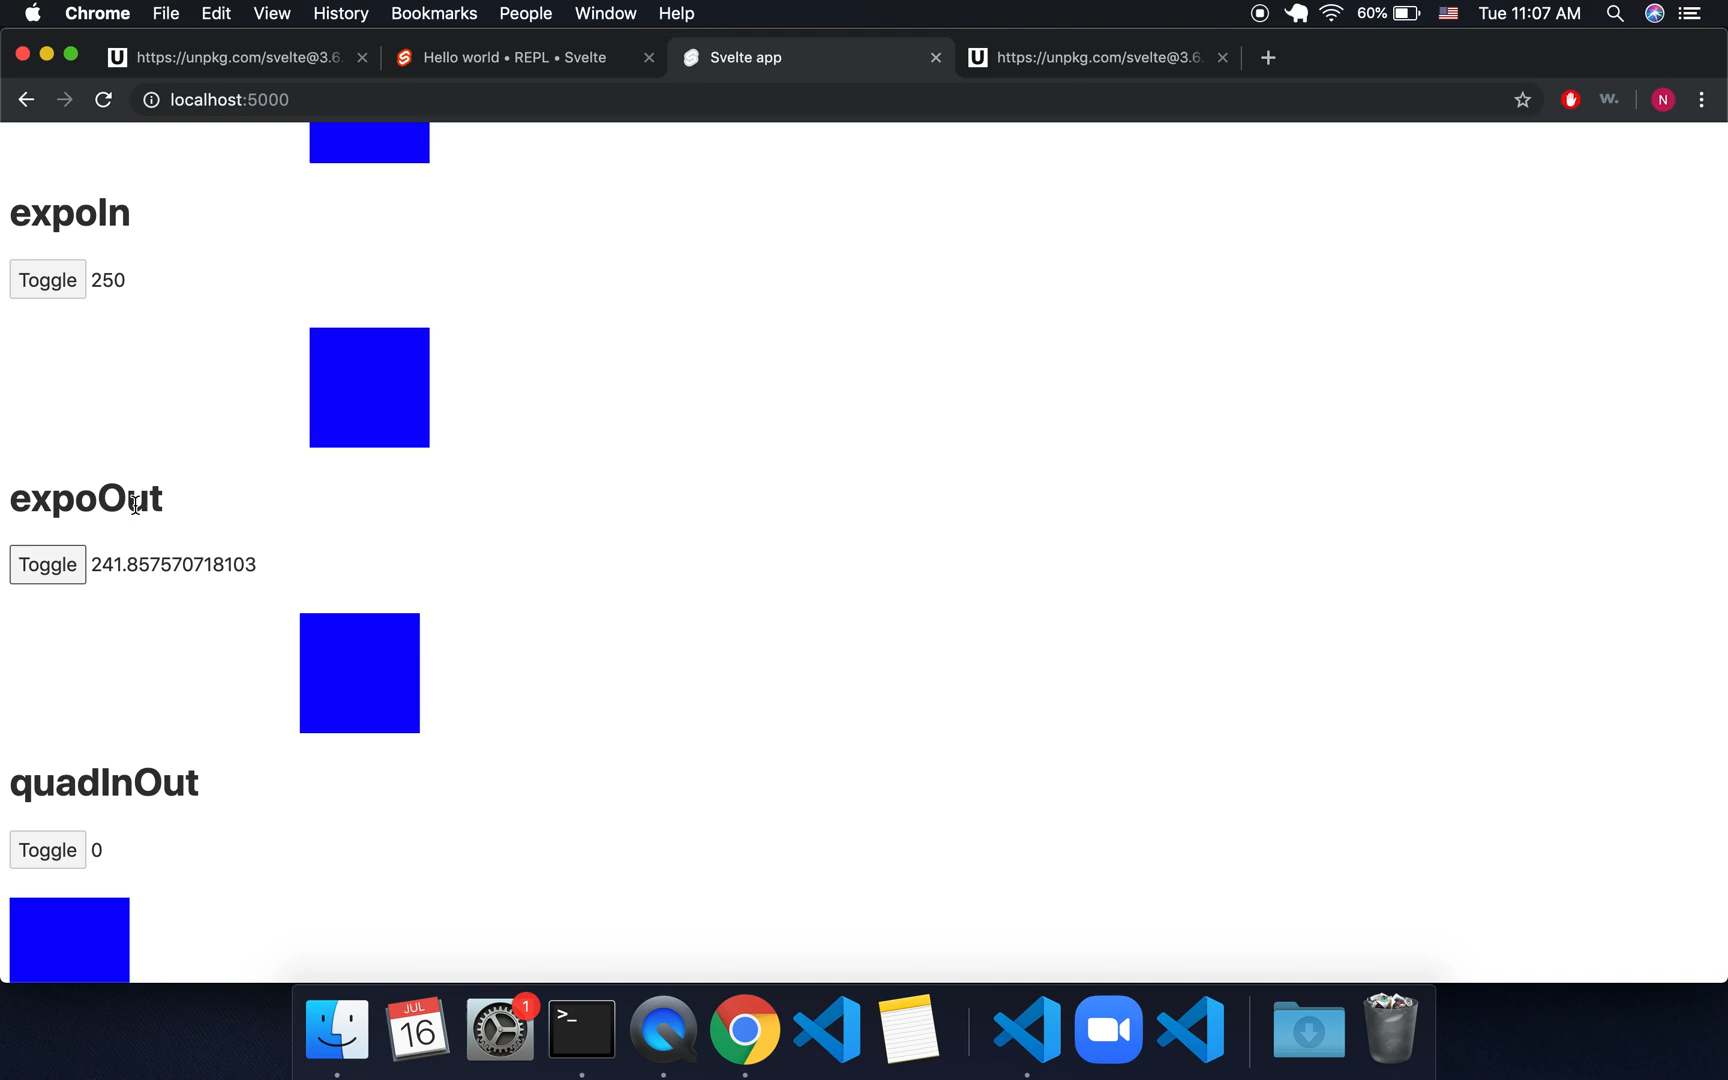 Chrome File Edit View History Bookmarks People Window Help 60% Tue 11:07 AM
U https://unpkg.com/svelte@3.6. Hello world • REPL • Svelte Svelte app U https://unpkg.com/svelte@3.6.
localhost:5000 w. N
expoIn
Toggle 250
expoOut
Toggle 241.857570718103
quadInOut
Toggle 0
JUL 1
16 >_